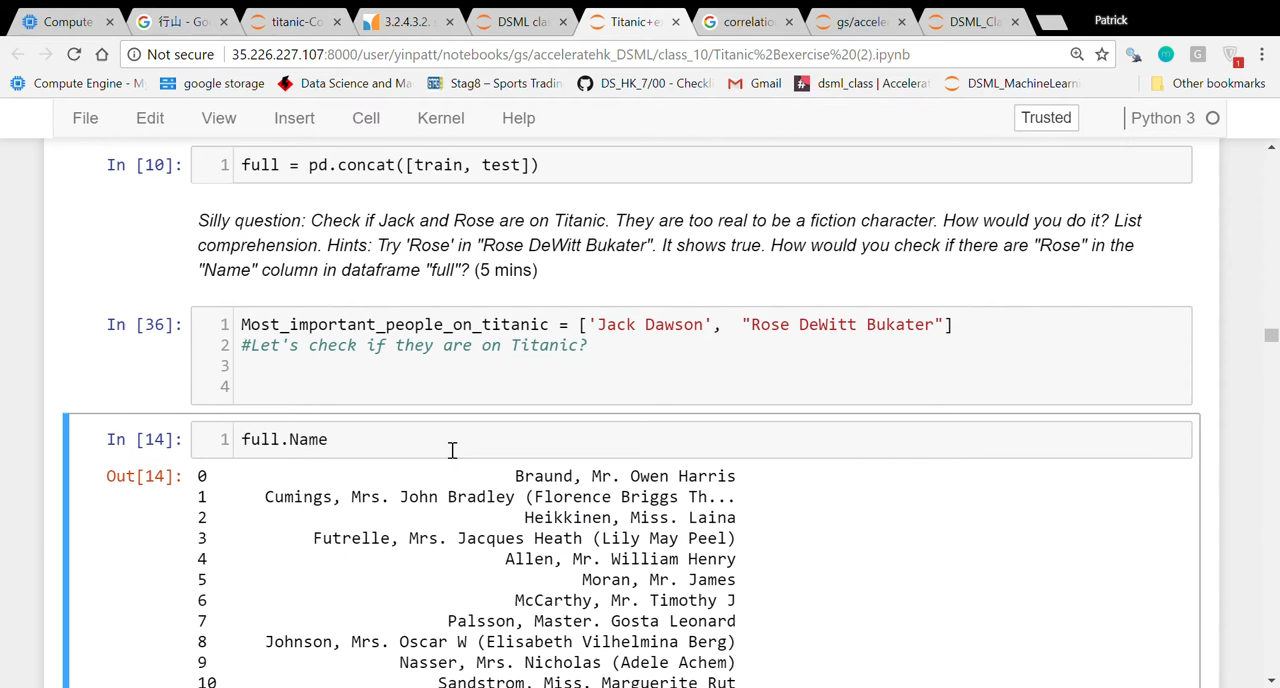 Compute
行山 - Go
titanic-Co
3.2.4.3.2.
DSML cla
Titanic+e
correlatio
gs/accele
DSML_Cla
Patrick
Not secure
35.226.227.107:8000/user/yinpatt/notebooks/gs/acceleratehk_DSML/class_10/Titanic%2Bexercise%20(2).ipynb
Compute Engine - My
google storage
Data Science and Ma
Stag8 – Sports Tradin
DS_HK_7/00 - Checkl
Gmail
dsml_class | Accelerat
DSML_MachineLearni
Other bookmarks
File Edit View Insert Cell Kernel Help
Trusted
Python 3
In [10]: 1 full = pd.concat([train, test])
Silly question: Check if Jack and Rose are on Titanic. They are too real to be a fiction character. How would you do it? List
comprehension. Hints: Try 'Rose' in "Rose DeWitt Bukater". It shows true. How would you check if there are "Rose" in the
"Name" column in dataframe "full"? (5 mins)
In [36]: 1 Most_important_people_on_titanic = ['Jack Dawson', "Rose DeWitt Bukater"]
2 #Let's check if they are on Titanic?
3
4
In [14]: 1 full.Name
Out[14]: 0 Braund, Mr. Owen Harris
1 Cumings, Mrs. John Bradley (Florence Briggs Th...
2 Heikkinen, Miss. Laina
3 Futrelle, Mrs. Jacques Heath (Lily May Peel)
4 Allen, Mr. William Henry
5 Moran, Mr. James
6 McCarthy, Mr. Timothy J
7 Palsson, Master. Gosta Leonard
8 Johnson, Mrs. Oscar W (Elisabeth Vilhelmina Berg)
9 Nasser, Mrs. Nicholas (Adele Achem)
10 Sandstrom, Miss. Marguerite Rut